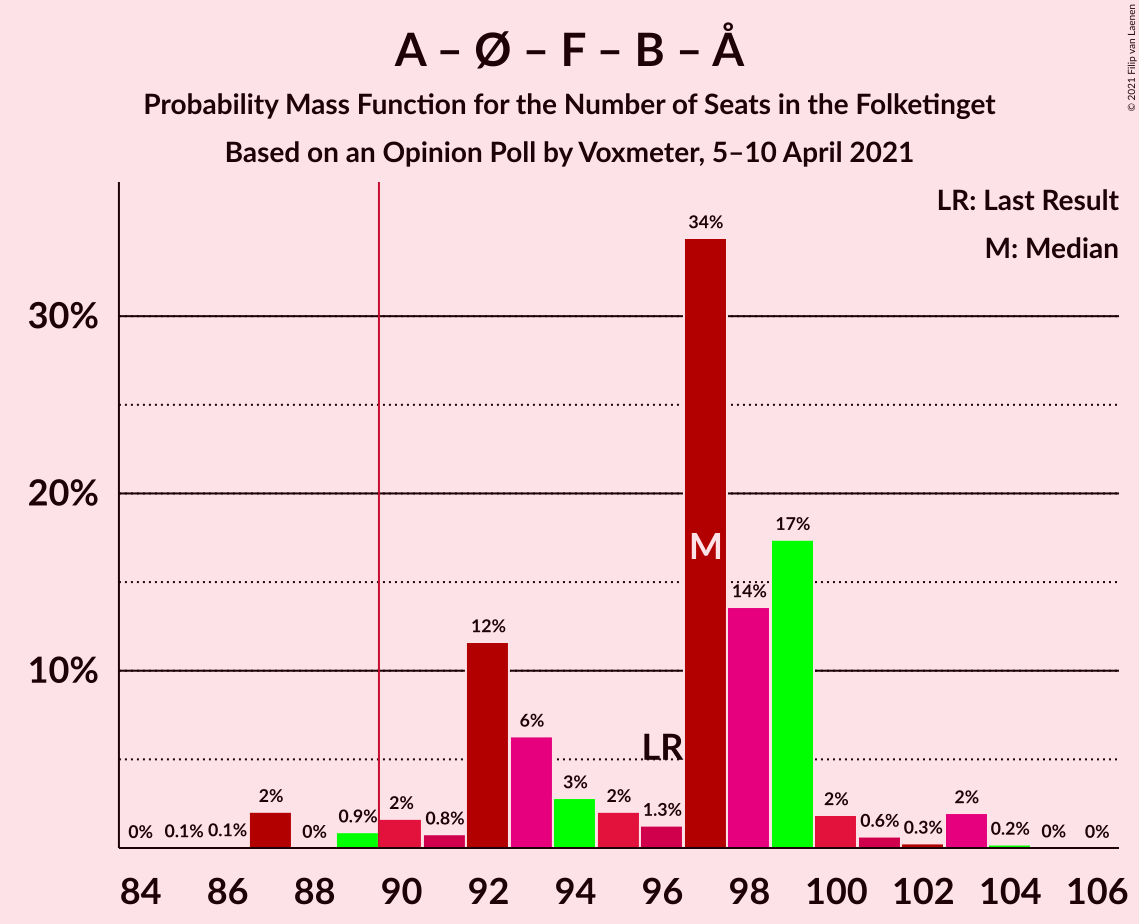 A – Ø – F – B – Å
Probability Mass Function for the Number of Seats in the Folketinget
Based on an Opinion Poll by Voxmeter, 5–10 April 2021
© 2021 Filip van Laenen
LR: Last Result
M: Median
34%
30%
17%
20%
M
14%
12%
10%
6%
LR
3%
0% 0.1% 0.1% 2% 0% 0.9% 2% 0.8% 2% 1.3% 2% 0.6% 0.3% 2% 0.2% 0% 0%
84 86 88 90 92 94 96 98 100 102 104 106